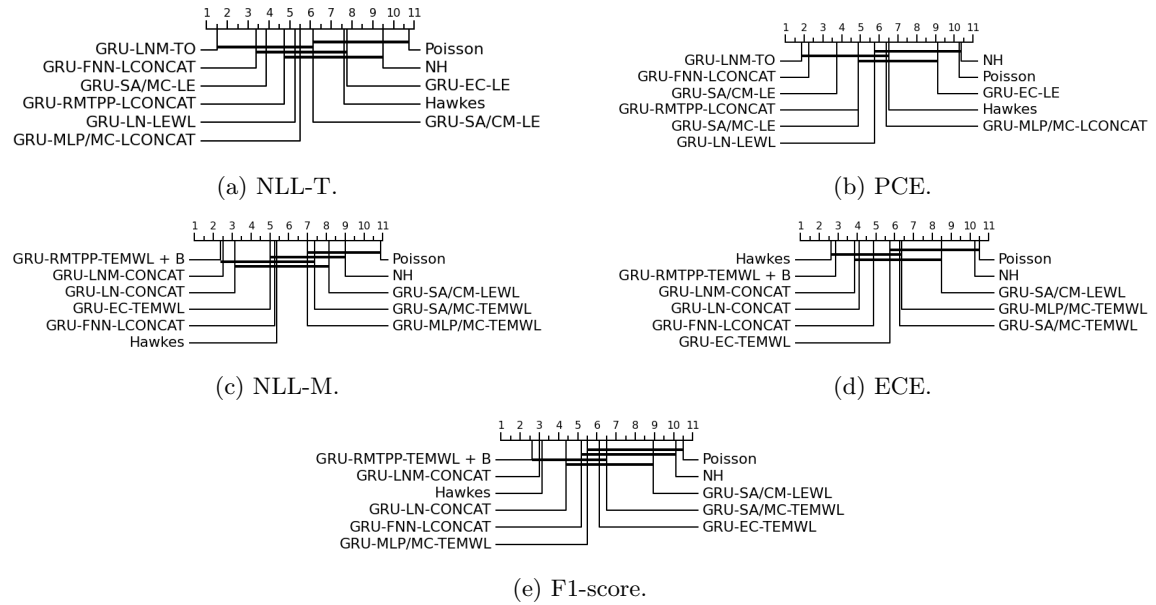 1 2 3 4 5 6 7 8 9 10 11
GRU-LNM-TO
GRU-FNN-LCONCAT
GRU-SA/MC-LE
GRU-RMTPP-LCONCAT
GRU-LN-LEWL
GRU-MLP/MC-LCONCAT
Poisson
NH
GRU-EC-LE
Hawkes
GRU-SA/CM-LE
(a) NLL-T.
1 2 3 4 5 6 7 8 9 10 11
GRU-LNM-TO
GRU-FNN-LCONCAT
GRU-SA/CM-LE
GRU-RMTPP-LCONCAT
GRU-SA/MC-LE
GRU-LN-LEWL
NH
Poisson
GRU-EC-LE
Hawkes
GRU-MLP/MC-LCONCAT
(b) PCE.
1 2 3 4 5 6 7 8 9 10 11
GRU-RMTPP-TEMWL + B
GRU-LNM-CONCAT
GRU-LN-CONCAT
GRU-EC-TEMWL
GRU-FNN-LCONCAT
Hawkes
Poisson
NH
GRU-SA/CM-LEWL
GRU-SA/MC-TEMWL
GRU-MLP/MC-TEMWL
(c) NLL-M.
1 2 3 4 5 6 7 8 9 10 11
Hawkes
GRU-RMTPP-TEMWL + B
GRU-LNM-CONCAT
GRU-LN-CONCAT
GRU-FNN-LCONCAT
GRU-EC-TEMWL
Poisson
NH
GRU-SA/CM-LEWL
GRU-MLP/MC-TEMWL
GRU-SA/MC-TEMWL
(d) ECE.
1 2 3 4 5 6 7 8 9 10 11
GRU-RMTPP-TEMWL + B
GRU-LNM-CONCAT
Hawkes
GRU-LN-CONCAT
GRU-FNN-LCONCAT
GRU-MLP/MC-TEMWL
Poisson
NH
GRU-SA/CM-LEWL
GRU-SA/MC-TEMWL
GRU-EC-TEMWL
(e) F1-score.